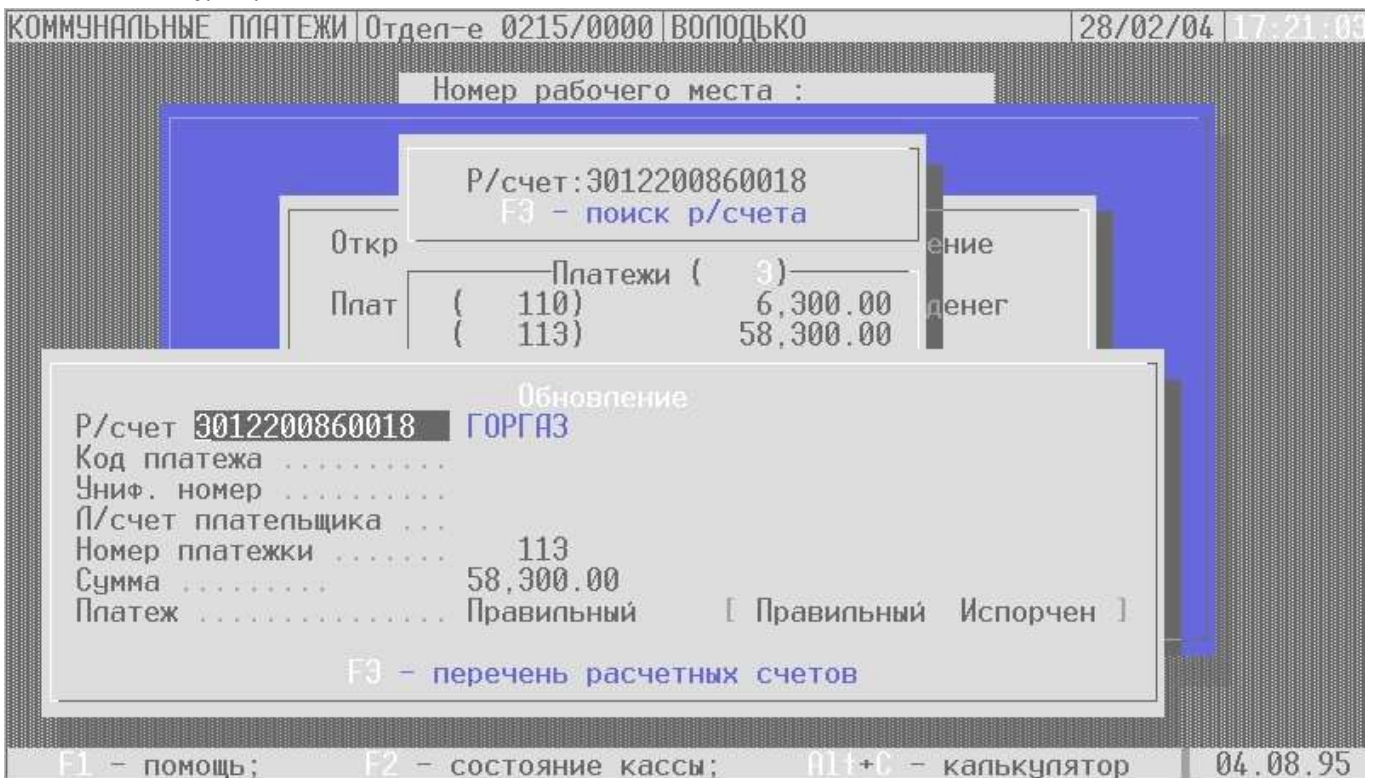 КОММУНАЛЬНЫЕ ПЛАТЕЖИ|Отдел-е 0215/0000|ВОЛОДЬКО |28/02/04|17:21:03
Номер рабочего места :
Р/счет:3012200860018
F3 - поиск р/счета
Откр ение
Платежи ( 3)
Плат ( 110) 6,300.00 денег
( 113) 58,300.00
Обновление
Р/счет 3012200860018 ГОРГАЗ
Код платежа ..........
Униф. номер ..........
Л/счет плательщика ...
Номер платежки ....... 113
Сумма ......... 58,300.00
Платеж ............... Правильный [ Правильный Испорчен ]
F3 - перечень расчетных счетов
F1 - помощь; F2 - состояние кассы; Alt+C - калькулятор 04.08.95